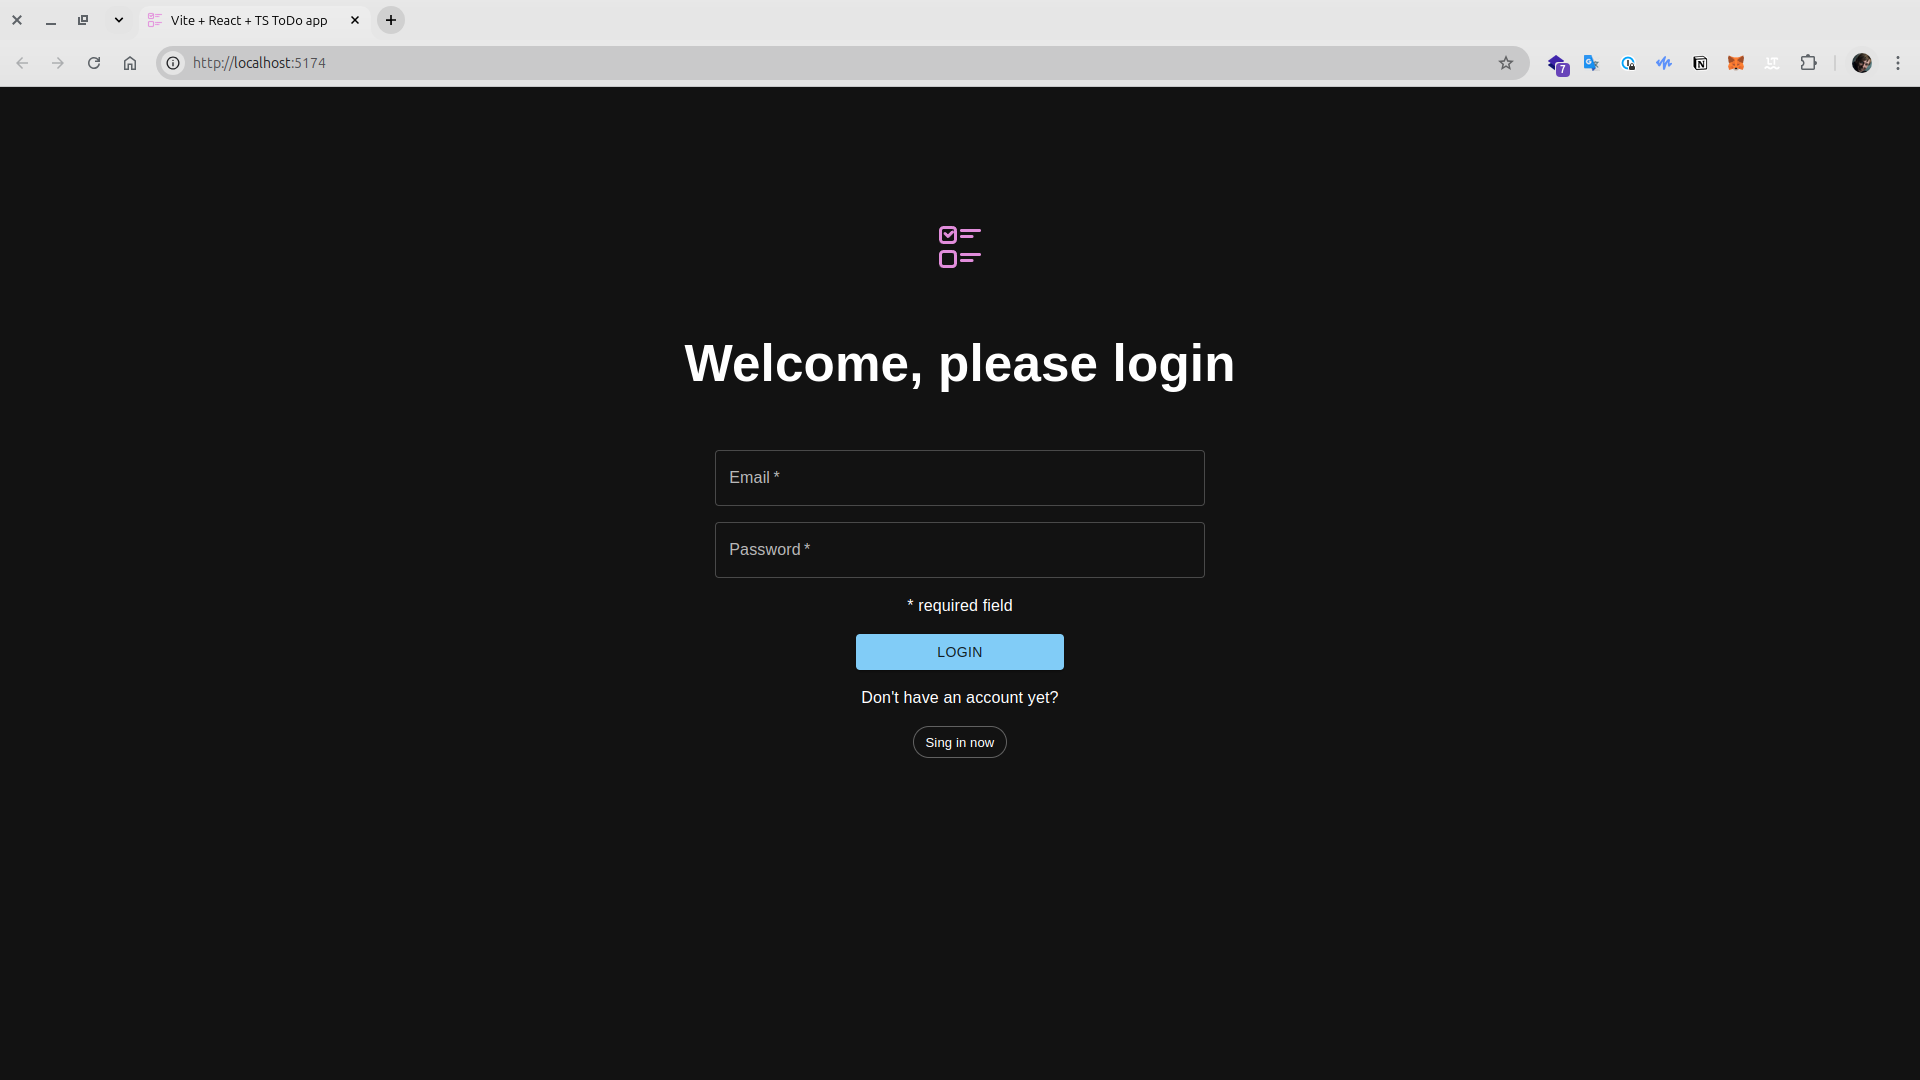 Vite + React + TS ToDo app
http://localhost:5174
7
Welcome, please login
Email *
Password *
* required field
LOGIN
Don't have an account yet?
Sing in now